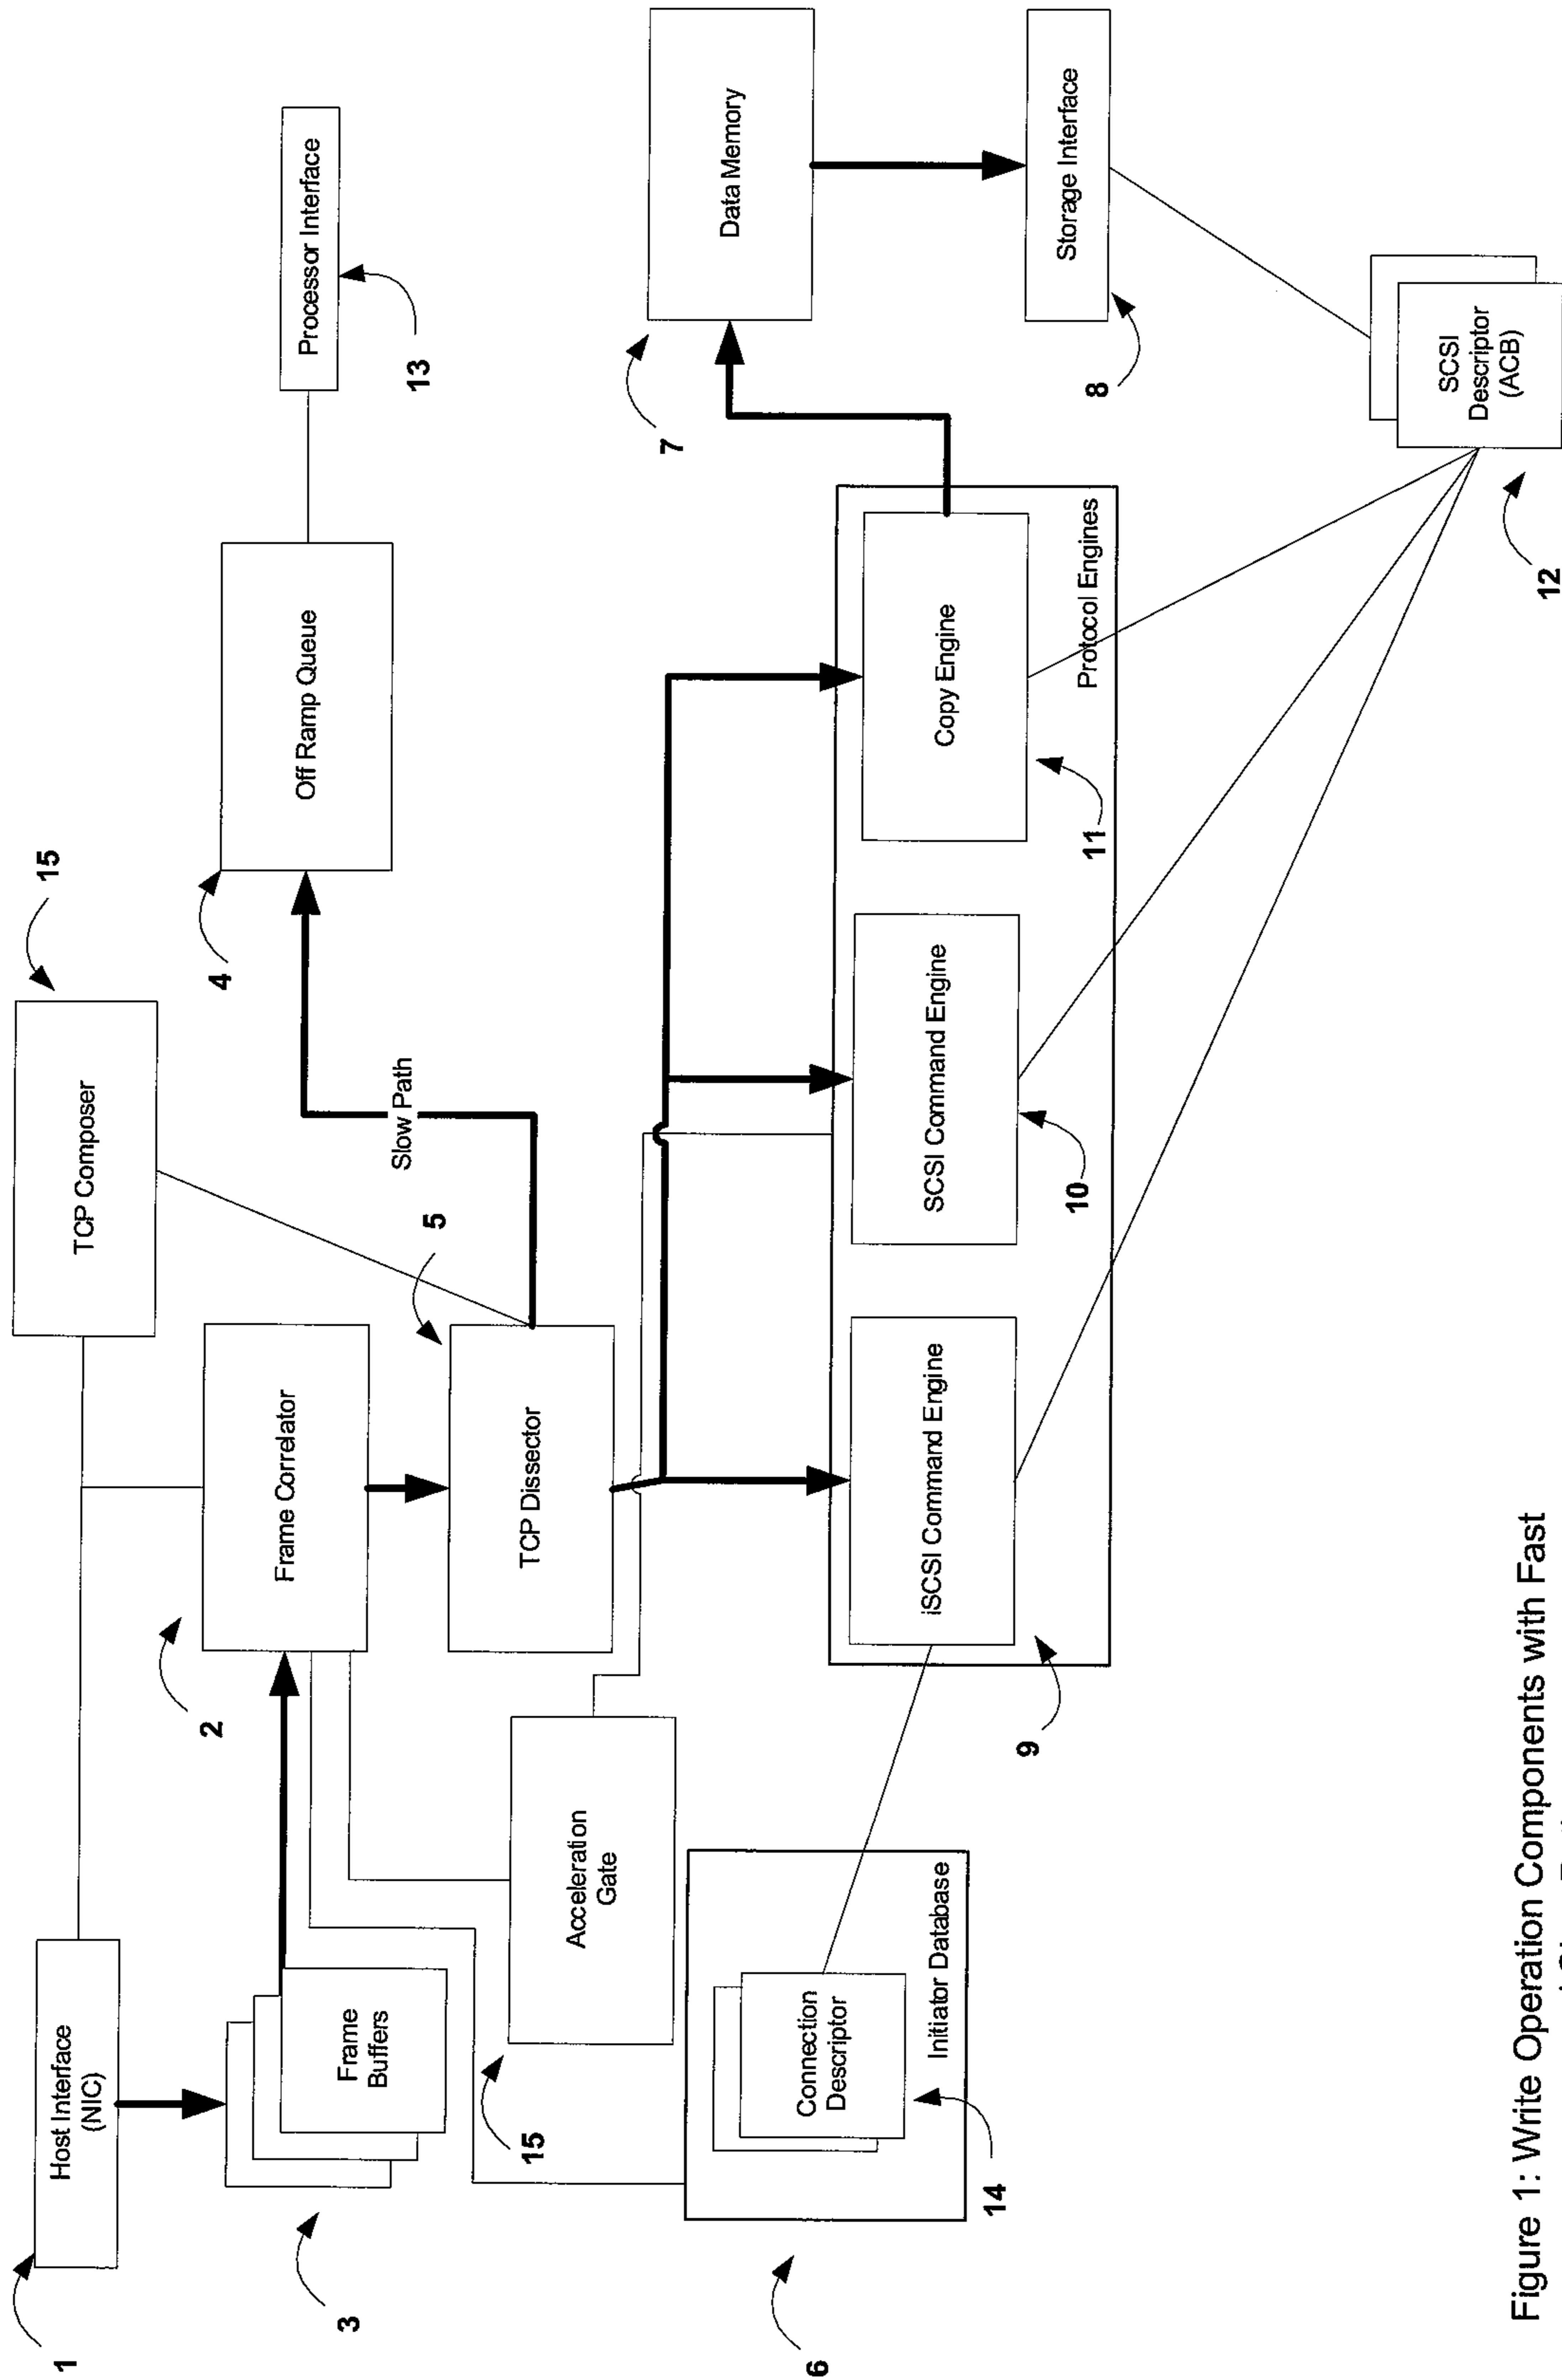 1
Host Interface
(NIC)
TCP Composer
15
3
Frame
Buffers
2
Frame Correlator
4
Off Ramp Queue
Processor Interface
13
Slow Path
5
TCP Dissector
15
Acceleration
Gate
6
Connection
Descriptor
Initiator Database
14
9
iSCSI Command Engine
10
SCSI Command Engine
11
Copy Engine
Protocol Engines
7
Data Memory
8
Storage Interface
12
SCSI
Descriptor
(ACB)
Figure 1: Write Operation Components with Fast